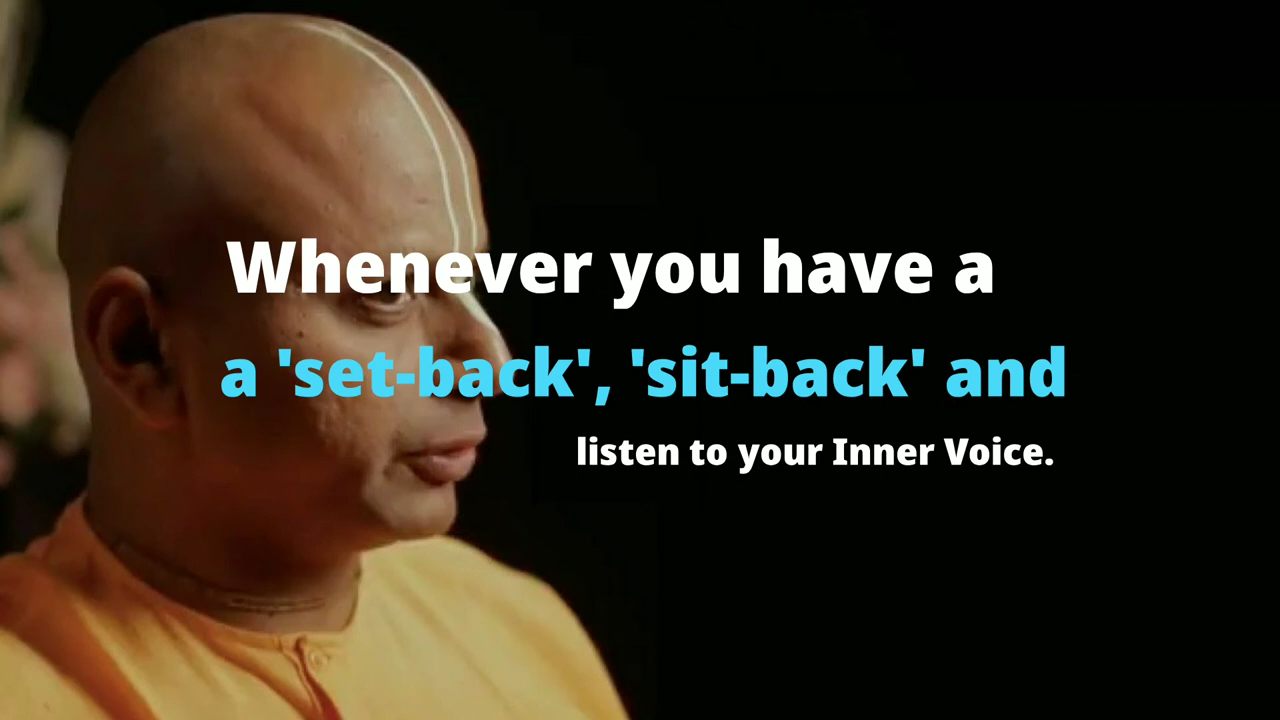 Whenever you have a
a 'set-back', 'sit-back' and
listen to your Inner Voice.